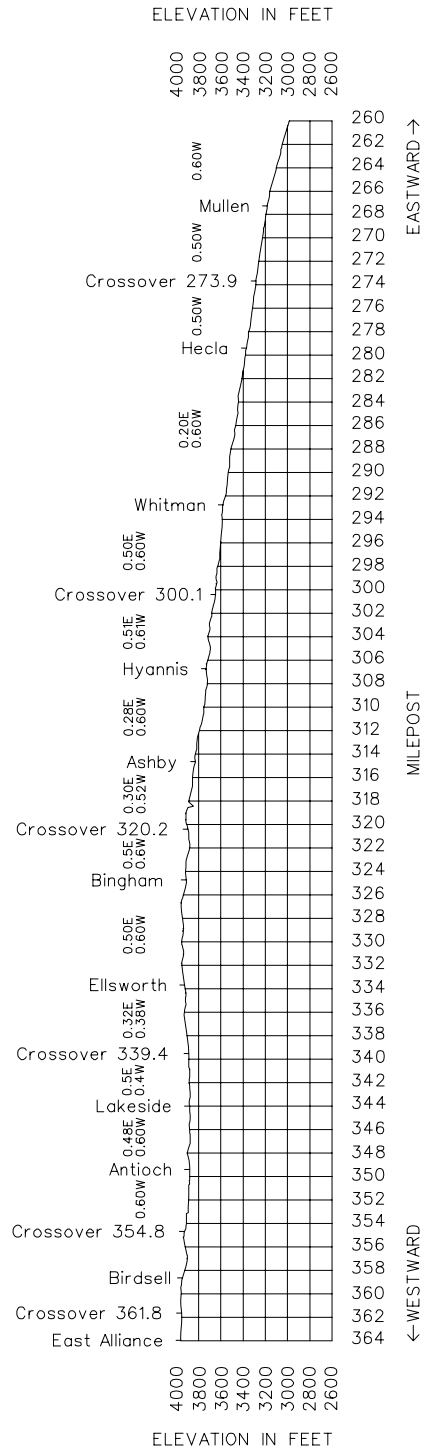 ELEVATION IN FEET
4000
3800
3600
3400
3200
3000
2800
2600
260
262
264
266
268
270
272
274
276
278
280
282
284
286
288
290
292
294
296
298
300
302
304
306
308
310
312
314
316
318
320
322
324
326
328
330
332
334
336
338
340
342
344
346
348
350
352
354
356
358
360
362
364
EASTWARD →
MILEPOST
←WESTWARD
Mullen
Crossover 273.9
Hecla
Whitman
Crossover 300.1
Hyannis
Ashby
Crossover 320.2
Bingham
Ellsworth
Crossover 339.4
Lakeside
Antioch
Crossover 354.8
Birdsell
Crossover 361.8
East Alliance
0.60W
0.50W
0.50W
0.20E
0.60W
0.50E
0.60W
0.51E
0.61W
0.28E
0.60W
0.30E
0.52W
0.5E
0.6W
0.50E
0.60W
0.32E
0.38W
0.5E
0.4W
0.48E
0.60W
0.60W
4000
3800
3600
3400
3200
3000
2800
2600
ELEVATION IN FEET